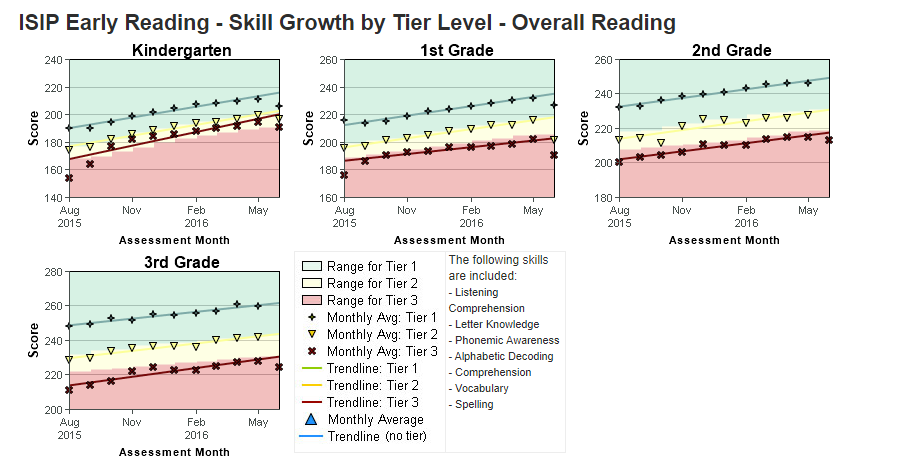 ISIP Early Reading - Skill Growth by Tier Level - Overall Reading
Kindergarten
240
220
200
180
160
140
Score
Aug
2015
Nov
Feb
2016
May
Assessment Month
1st Grade
260
240
220
200
180
160
Score
Aug
2015
Nov
Feb
2016
May
Assessment Month
2nd Grade
260
240
220
200
180
Score
Aug
2015
Nov
Feb
2016
May
Assessment Month
3rd Grade
280
260
240
220
200
Score
Aug
2015
Nov
Feb
2016
May
Assessment Month
Range for Tier 1
Range for Tier 2
Range for Tier 3
Monthly Avg: Tier 1
Monthly Avg: Tier 2
Monthly Avg: Tier 3
Trendline: Tier 1
Trendline: Tier 2
Trendline: Tier 3
Monthly Average
Trendline (no tier)
The following skills
are included:
- Listening
Comprehension
- Letter Knowledge
- Phonemic Awareness
- Alphabetic Decoding
- Comprehension
- Vocabulary
- Spelling